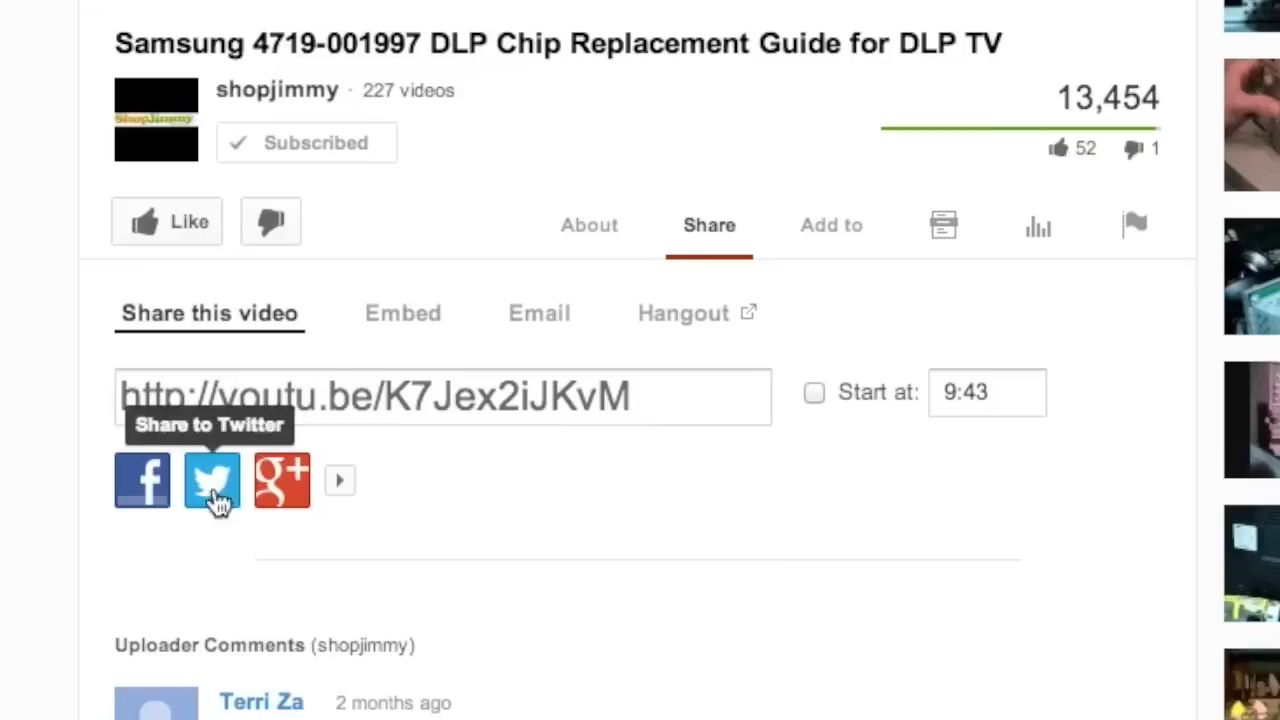 Samsung 4719-001997 DLP Chip Replacement Guide for DLP TV
shopjimmy · 227 videos
ShopJimmy
Subscribed
13,454
52 1
Like
About Share Add to
Share this video Embed Email Hangout
http://youtu.be/K7Jex2iJKvM
Start at: 9:43
Share to Twitter
f g+
Uploader Comments (shopjimmy)
Terri Za 2 months ago